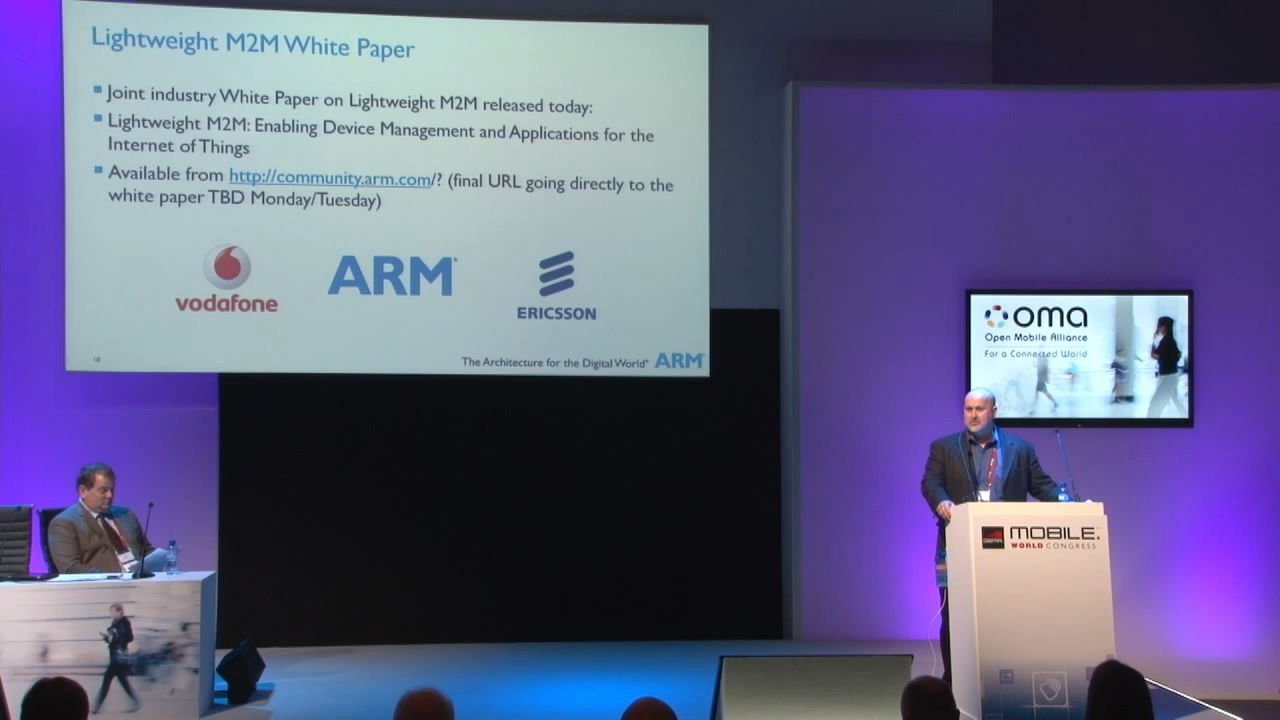 Lightweight M2M White Paper
Joint industry White Paper on Lightweight M2M released today:
Lightweight M2M: Enabling Device Management and Applications for the
Internet of Things
Available from http://community.arm.com/? (final URL going directly to the
white paper TBD Monday/Tuesday)
vodafone
ARM
ERICSSON
18
The Architecture for the Digital World® ARM
oma
Open Mobile Alliance
For a Connected World
GSMA
MOBILE
WORLD CONGRESS